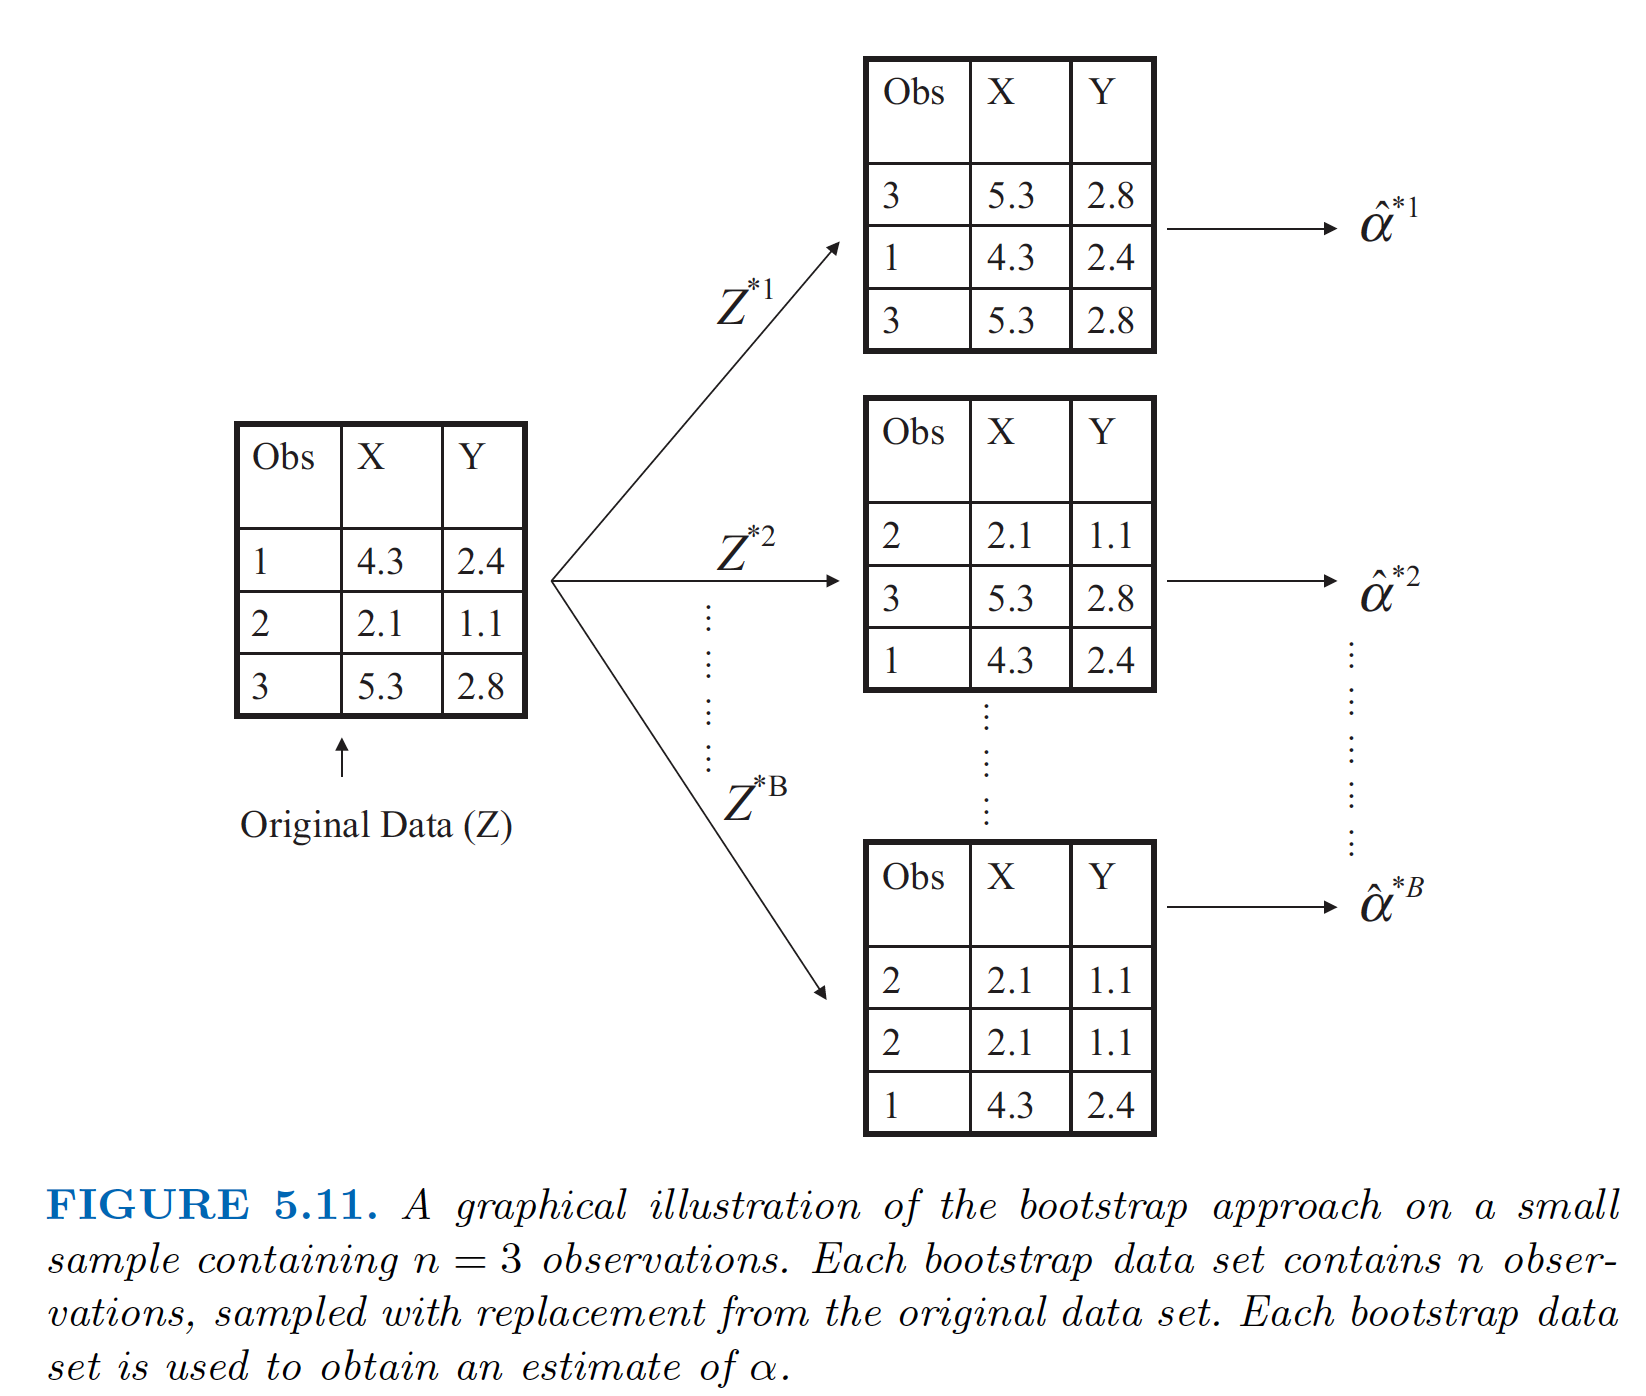 Obs X Y
3 5.3 2.8
1 4.3 2.4
3 5.3 2.8
α̂*1
Z*1
Obs X Y
1 4.3 2.4
2 2.1 1.1
3 5.3 2.8
Original Data (Z)
Z*2
Obs X Y
2 2.1 1.1
3 5.3 2.8
1 4.3 2.4
α̂*2
Z*B
Obs X Y
2 2.1 1.1
2 2.1 1.1
1 4.3 2.4
α̂*B
FIGURE 5.11. A graphical illustration of the bootstrap approach on a small
sample containing n = 3 observations. Each bootstrap data set contains n obser-
vations, sampled with replacement from the original data set. Each bootstrap data
set is used to obtain an estimate of α.